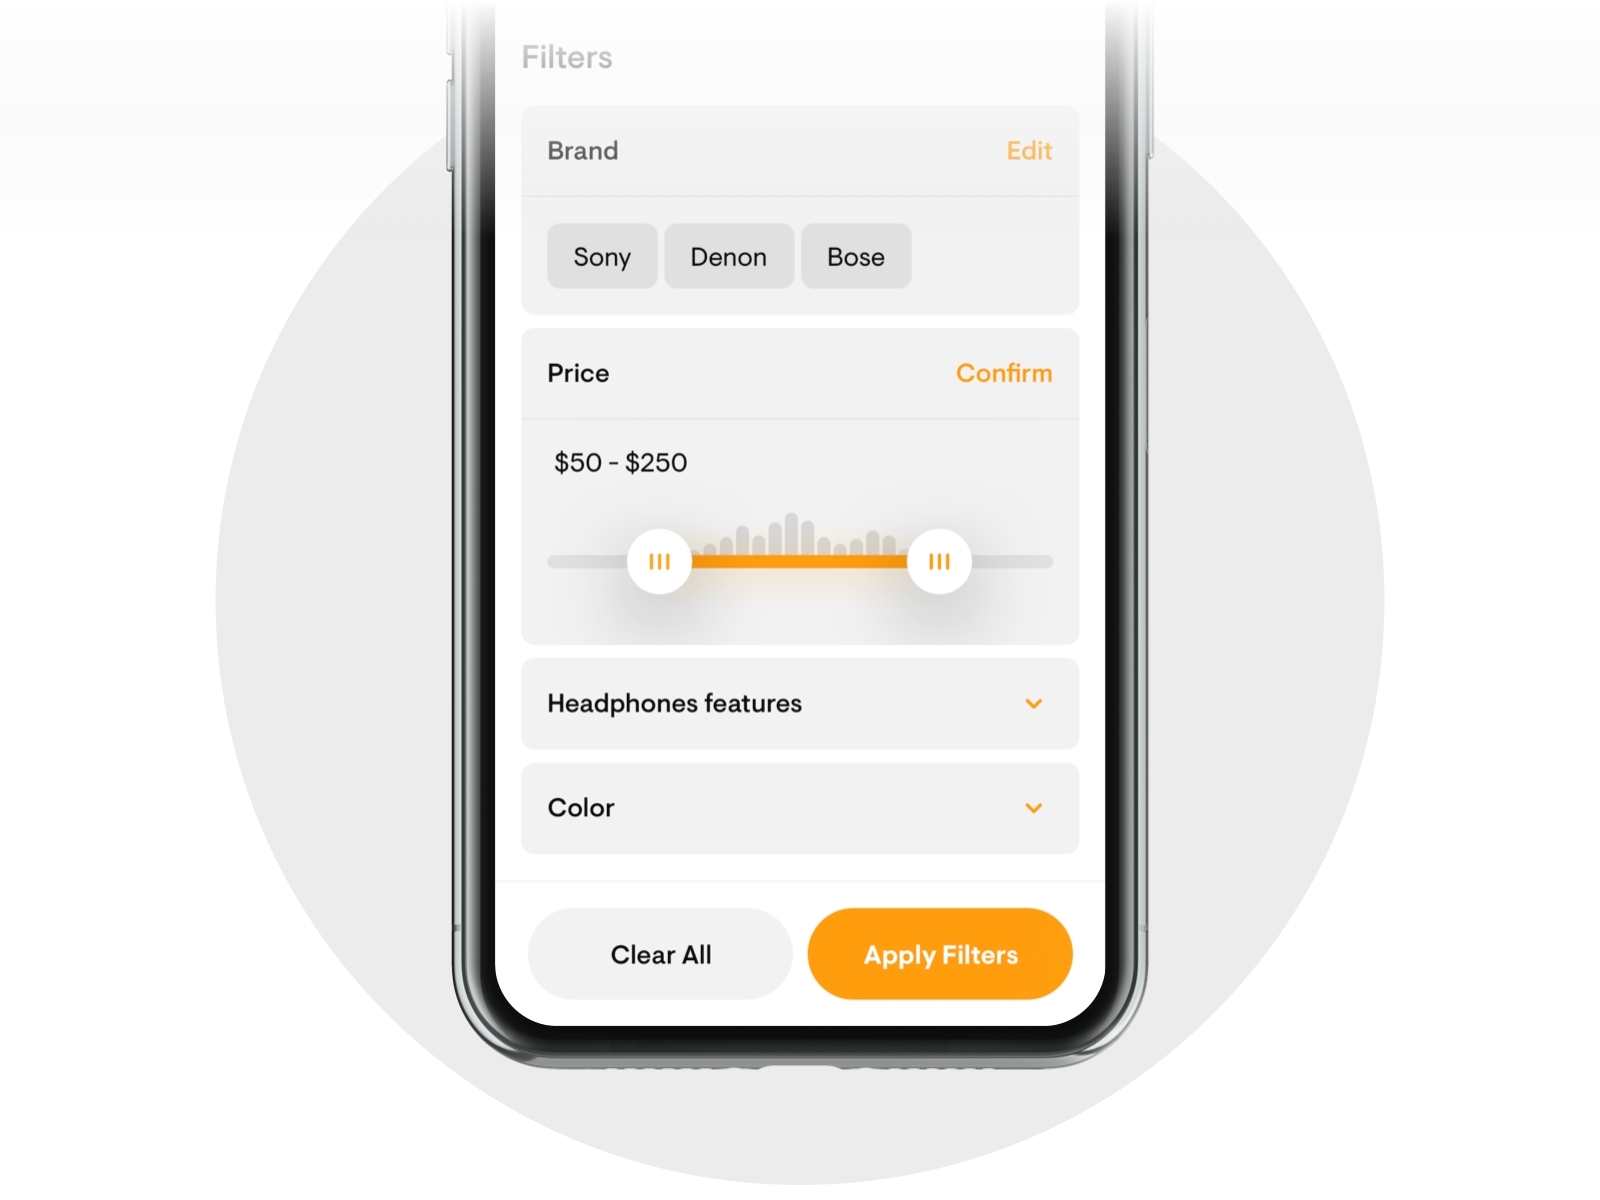 Filters
Brand Edit
Sony Denon Bose
Price Confirm
$50 - $250
Headphones features
Color
Clear All Apply Filters